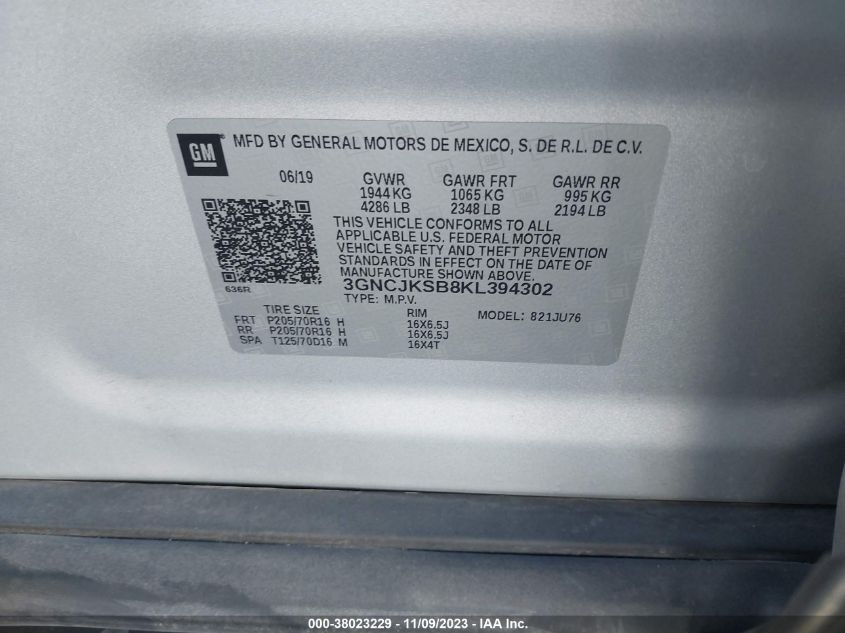 GM
MFD BY GENERAL MOTORS DE MEXICO, S. DE R.L. DE C.V.
06/19 GVWR GAWR FRT GAWR RR
1944 KG 1065 KG 995 KG
4286 LB 2348 LB 2194 LB
THIS VEHICLE CONFORMS TO ALL
APPLICABLE U.S. FEDERAL MOTOR
VEHICLE SAFETY AND THEFT PREVENTION
STANDARDS IN EFFECT ON THE DATE OF
MANUFACTURE SHOWN ABOVE.
636R 3GNCJKSB8KL394302
TYPE: M.P.V.
TIRE SIZE RIM MODEL: 821JU76
FRT P205/70R16 H 16X6.5J
RR P205/70R16 H 16X6.5J
SPA T125/70D16 M 16X4T
000-38023229 - 11/09/2023 - IAA Inc.